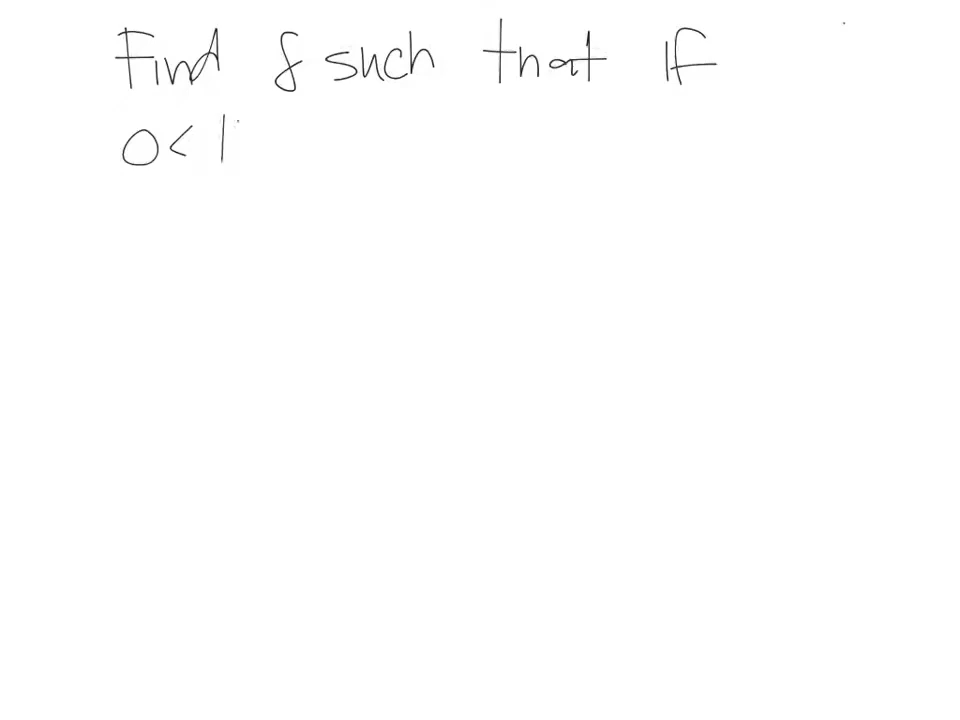 Find δ such that If
0 < |